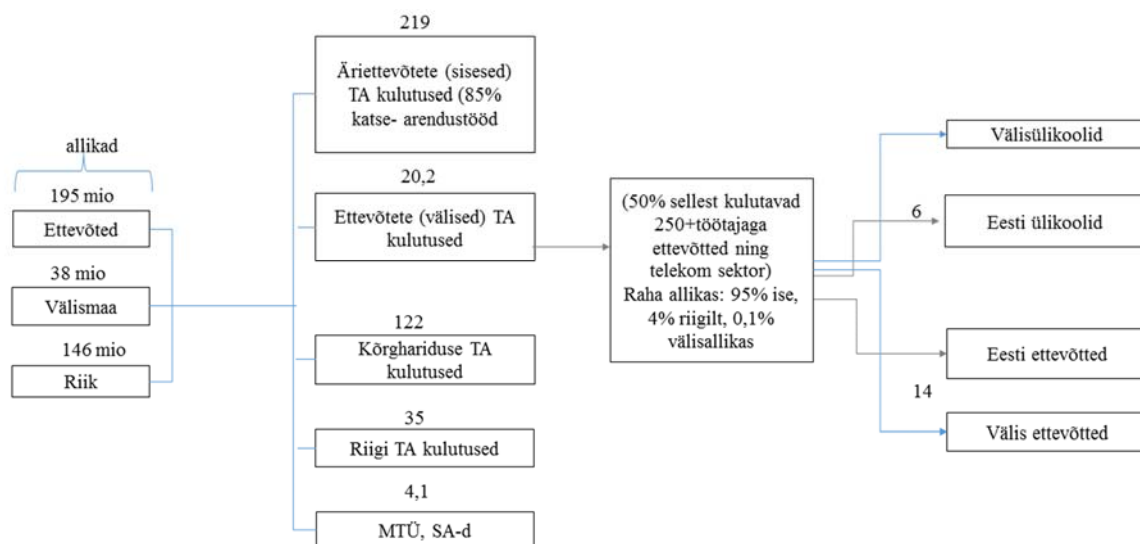 allikad
195 mio
Ettevõted
38 mio
Välismaa
146 mio
Riik
219
Äriettevõtete (sisesed)
TA kulutused (85%
katse- arendustööd
20,2
Ettevõtete (välised) TA
kulutused
122
Kõrghariduse TA
kulutused
35
Riigi TA kulutused
4,1
MTÜ, SA-d
(50% sellest kulutavad
250+töötajaga
ettevõtted ning
telekom sektor)
Raha allikas: 95% ise,
4% riigilt, 0,1%
välisallikas
Välisülikoolid
6
Eesti ülikoolid
Eesti ettevõtted
14
Välis ettevõtted